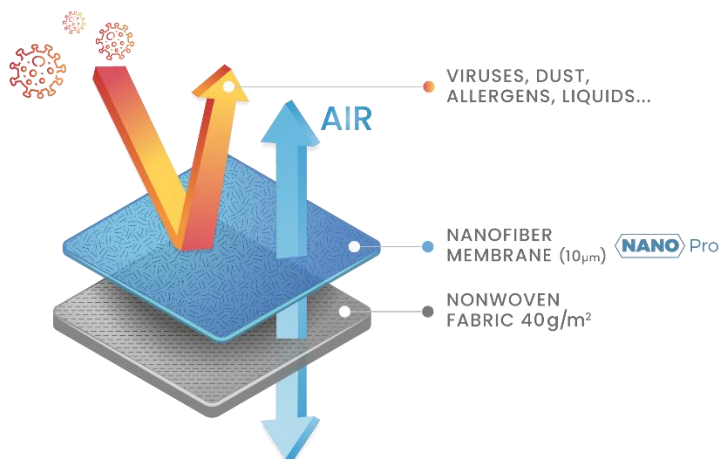 VIRUSES, DUST,
ALLERGENS, LIQUIDS...
AIR
NANOFIBER
MEMBRANE (10µm) NANO Pro
NONWOVEN
FABRIC 40g/m²